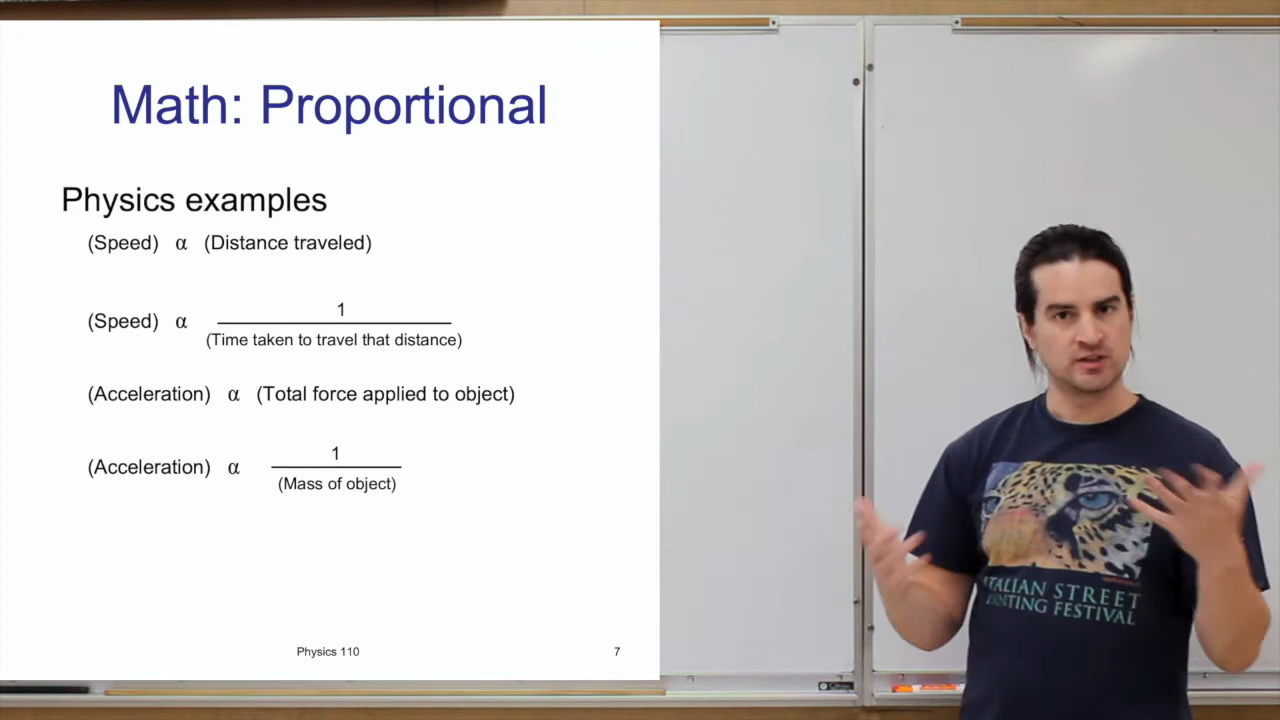 Math: Proportional
Physics examples
(Speed) α (Distance traveled)
1
(Speed) α
(Time taken to travel that distance)
(Acceleration) α (Total force applied to object)
1
(Acceleration) α
(Mass of object)
Physics 110 7
ITALIAN STREET
PAINTING FESTIVAL